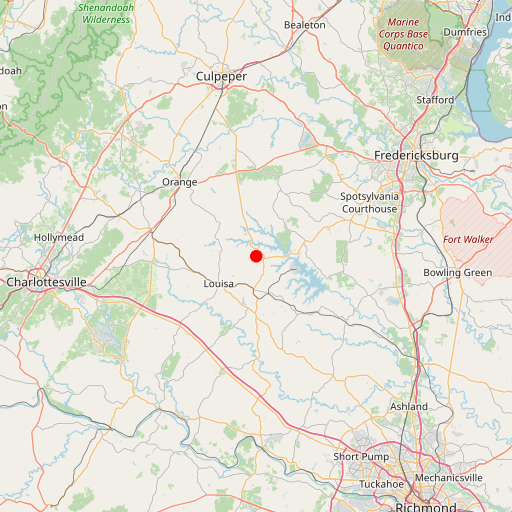 Shenandoah
Wilderness
Bealeton
Marine
Corps Base
Quantico
Ind
Dumfries
doah
Culpeper
Stafford
on
Fredericksburg
Orange
Spotsylvania
Courthouse
Hollymead
Fort Walker
Bowling Green
Charlottesville
Louisa
Ashland
Short Pump
Mechanicsville
Tuckahoe
Richmond